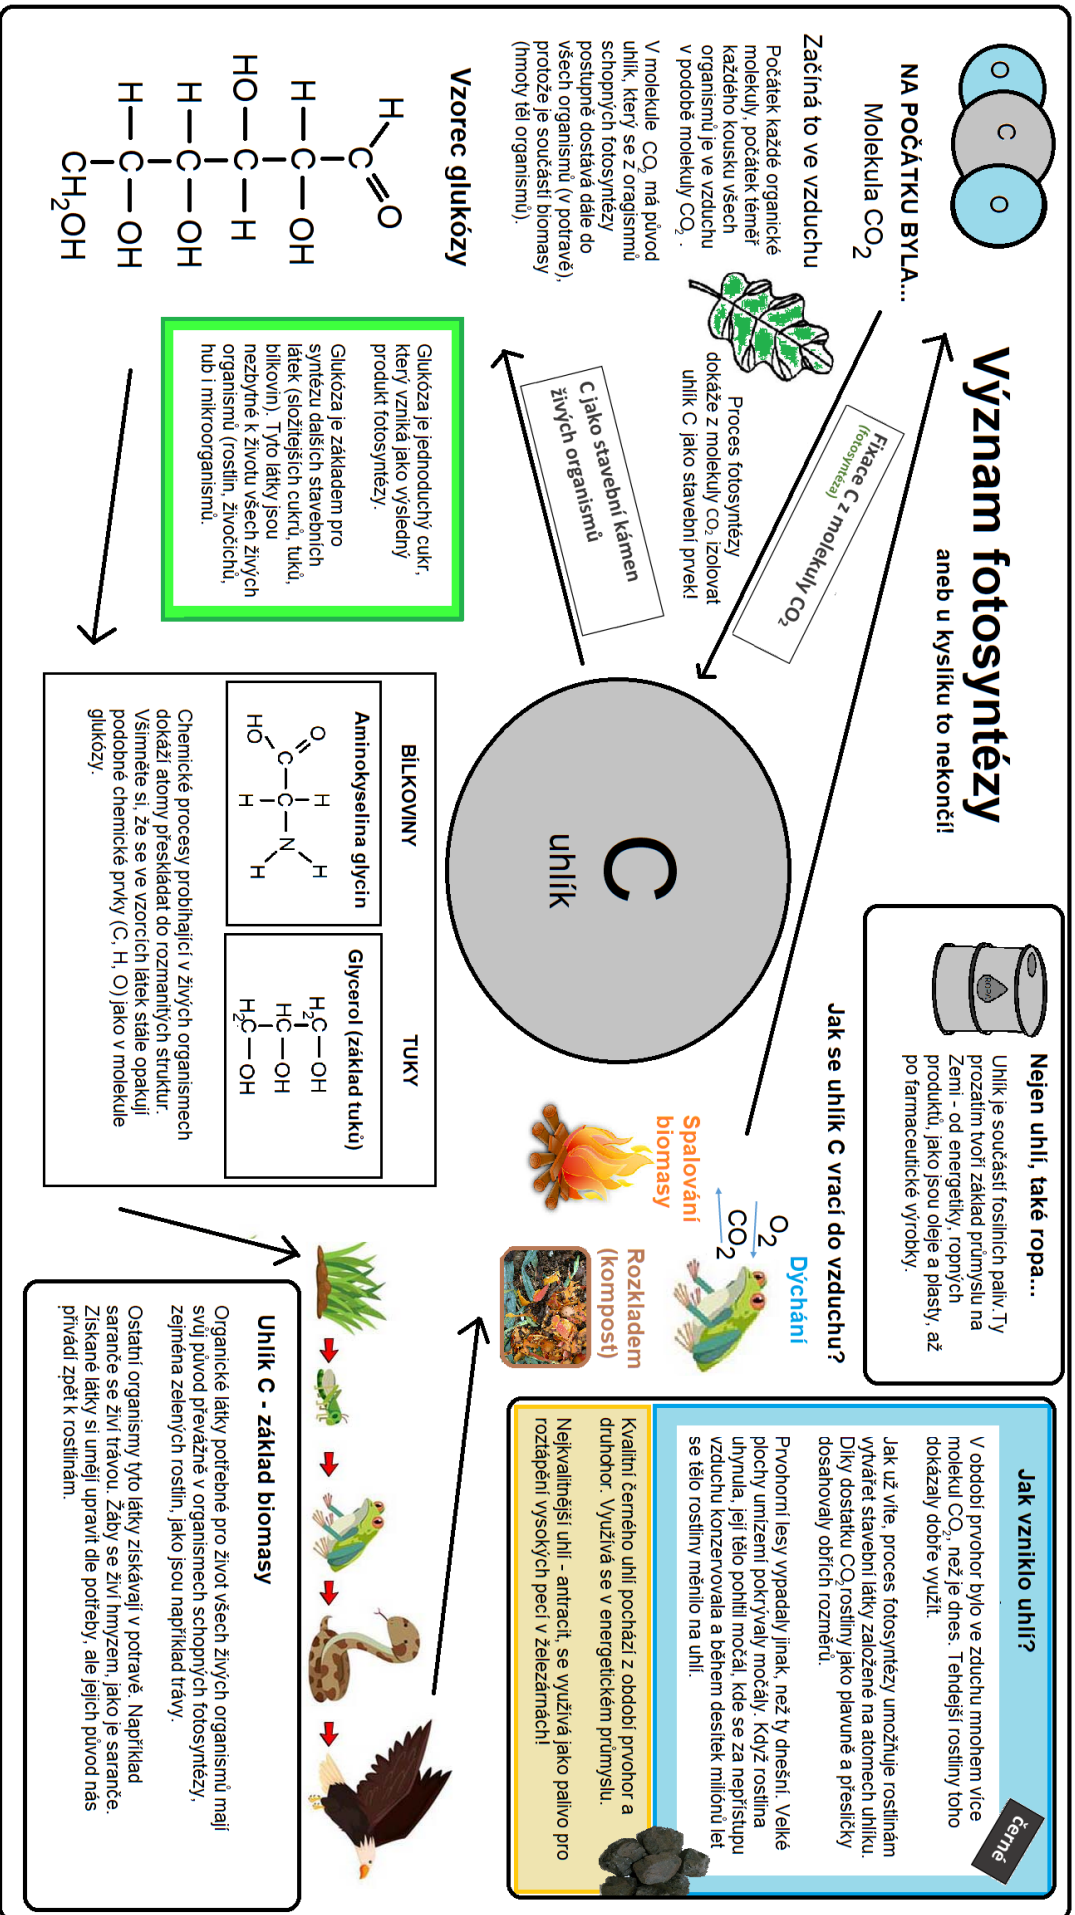 Význam fotosyntézy
aneb u kyslíku to nekončí!
O
C
O
NA POČÁTKU BYLA...
Molekula CO2
Začíná to ve vzduchu
Počátek každé organické
molekuly, počátek téměř
každého kousku všech
organismů je ve vzduchu
v podobě molekuly CO2 .
V molekule CO2 má původ
uhlík, který se z oragisnmů
schopných fotosyntézy
postupně dostává dále do
všech organismů (v potravě),
protože je součástí biomasy
(hmoty těl organismů).
Fixace C z molekuly CO2
(fotosyntéza)
Proces fotosyntézy
dokáže z molekuly CO2 izolovat
uhlík C jako stavební prvek!
C jako stavební kámen
živých organismů
C
uhlík
Vzorec glukózy
H
O
C
H
C
OH
HO
C
H
H
C
OH
H
C
OH
CH2OH
Glukóza je jednoduchý cukr,
který vzniká jako výsledný
produkt fotosyntézy.
Glukóza je základem pro
syntézu dalších stavebních
látek (složitějších cukrů, tuků,
bílkovin). Tyto látky jsou
nezbytné k životu všech živých
organismů (rostlin, živočichů,
hub i mikroorganismů.
BÍLKOVINY
TUKY
Aminokyselina glycin
O
H
H
C
C
N
HO
H
H
Glycerol (základ tuků)
H2C
OH
HC
OH
H2C
OH
Chemické procesy probíhající v živých organismech
dokáží atomy přeskládat do rozmanitých struktur.
Všimněte si, že se ve vzorcích látek stále opakují
podobné chemické prvky (C, H, O) jako v molekule
glukózy.
Nejen uhlí, také ropa...
ROPA
Uhlík je součástí fosilních paliv.Ty
prozatím tvoří základ průmyslu na
Zemi - od energetiky, ropných
produktů, jako jsou oleje a plasty, až
po farmaceutické výrobky.
Jak se uhlík C vrací do vzduchu?
Dýchání
O2
CO2
Spalování
biomasy
Rozkladem
(kompost)
Uhlík C - základ biomasy
Organické látky potřebné pro život všech živých organismů mají
svůj původ převážně v organismech schopných fotosyntézy,
zejména zelených rostlin, jako jsou například trávy.
Ostatní organismy tyto látky získávají v potravě. Například
saranče se živí trávou. Žáby se živí hmyzem, jako je saranče.
Získané látky si umějí upravit dle potřeby, ale jejich původ nás
přivádí zpět k rostlinám.
Jak vzniklo uhlí?
černé
V období prvohor bylo ve zduchu mnohem více
molekul CO2, než je dnes. Tehdejší rostliny toho
dokázaly dobře využít.
Jak už víte, proces fotosyntézy umožňuje rostlinám
vytvářet stavební látky založené na atomech uhlíku.
Díky dostatku CO2 rostliny jako plavuně a přesličky
dosahovaly obřích rozměrů.
Prvohorní lesy vypadaly jinak, než ty dnešní. Velké
plochy umízení pokrývaly močály. Když rostlina
uhynula, její tělo pohltil močál, kde se za nepřístupu
vzduchu konzervovala a během desítek miliónů let
se tělo rostliny měnilo na uhlí.
Kvalitní černého uhlí pochází z období prvohor a
druhohor. Využívá se v energetickém průmyslu.
Nejkvalitnější uhlí - antracit, se využívá jako palivo pro
roztápění vysokých pecí v železárnách!